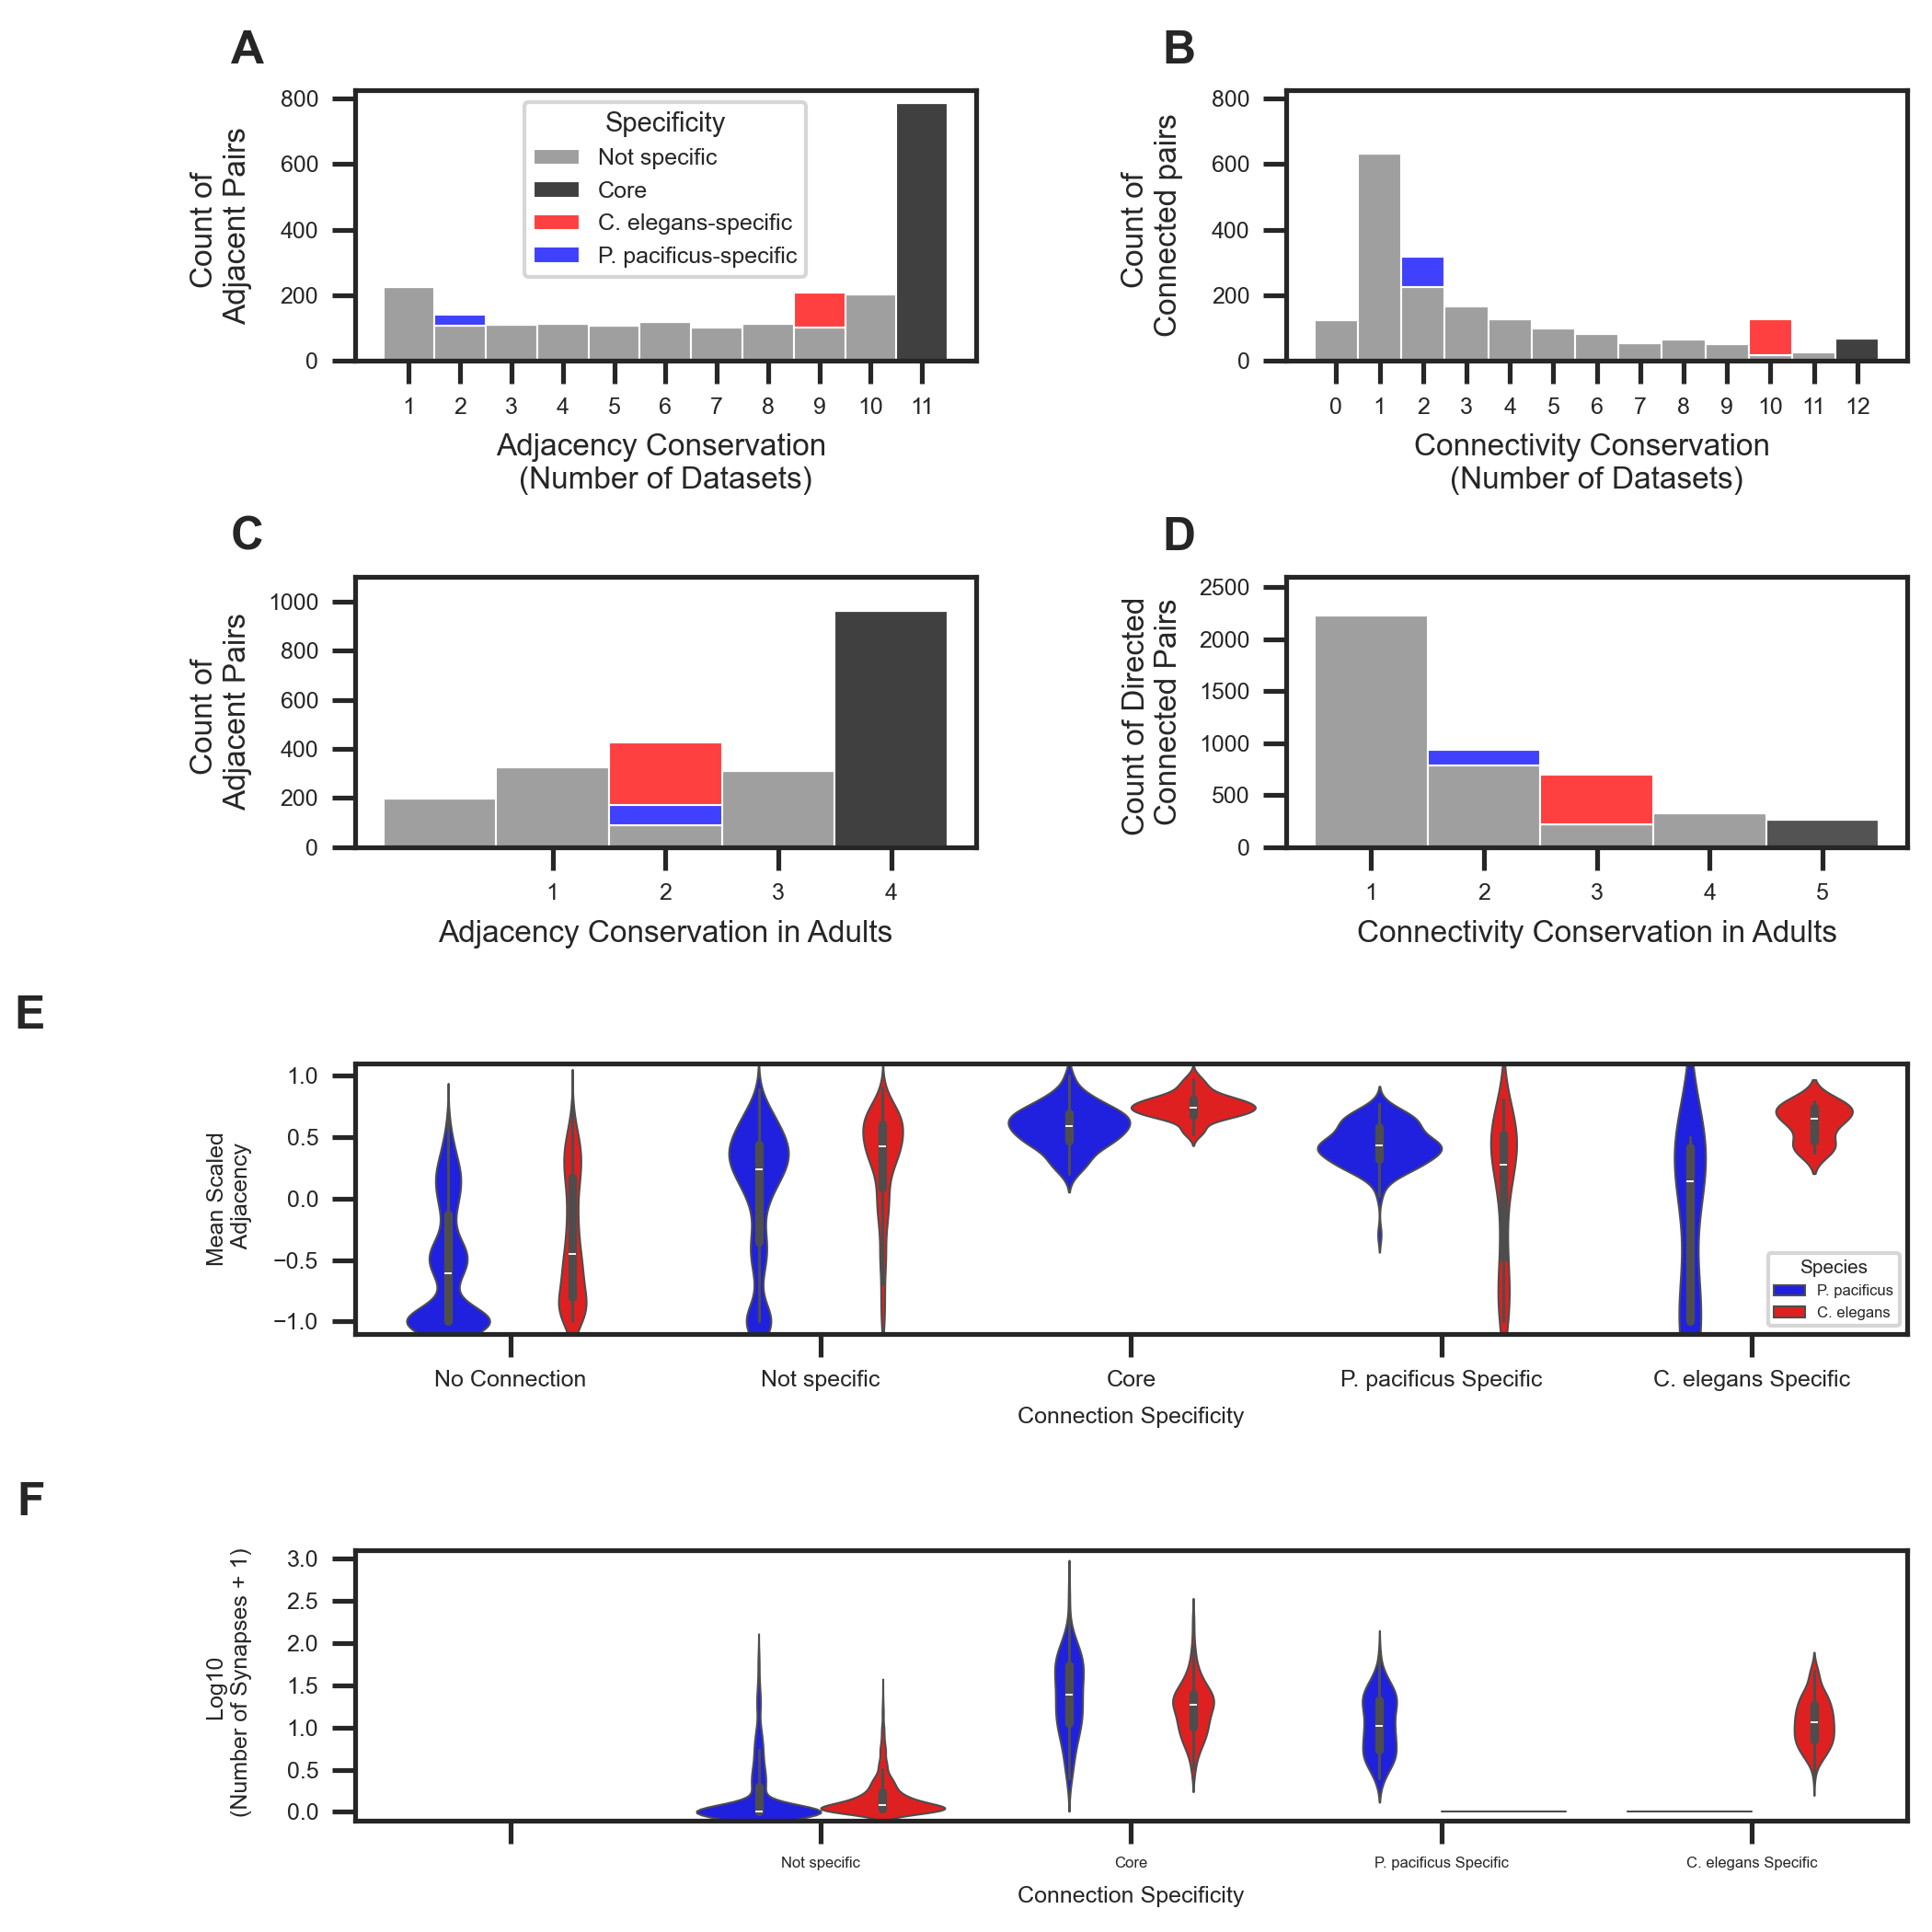 A
800
600
400
200
0
Count of
Adjacent Pairs
Specificity
Not specific
Core
C. elegans-specific
P. pacificus-specific
1 2 3 4 5 6 7 8 9 10 11
Adjacency Conservation
(Number of Datasets)
B
800
600
400
200
0
Count of
Connected pairs
0 1 2 3 4 5 6 7 8 9 10 11 12
Connectivity Conservation
(Number of Datasets)
C
1000
800
600
400
200
0
Count of
Adjacent Pairs
1 2 3 4
Adjacency Conservation in Adults
D
2500
2000
1500
1000
500
0
Count of Directed
Connected Pairs
1 2 3 4 5
Connectivity Conservation in Adults
E
1.0
0.5
0.0
−0.5
−1.0
Mean Scaled
Adjacency
Species
P. pacificus
C. elegans
No Connection Not specific Core P. pacificus Specific C. elegans Specific
Connection Specificity
F
3.0
2.5
2.0
1.5
1.0
0.5
0.0
Log10
(Number of Synapses + 1)
Not specific Core P. pacificus Specific C. elegans Specific
Connection Specificity